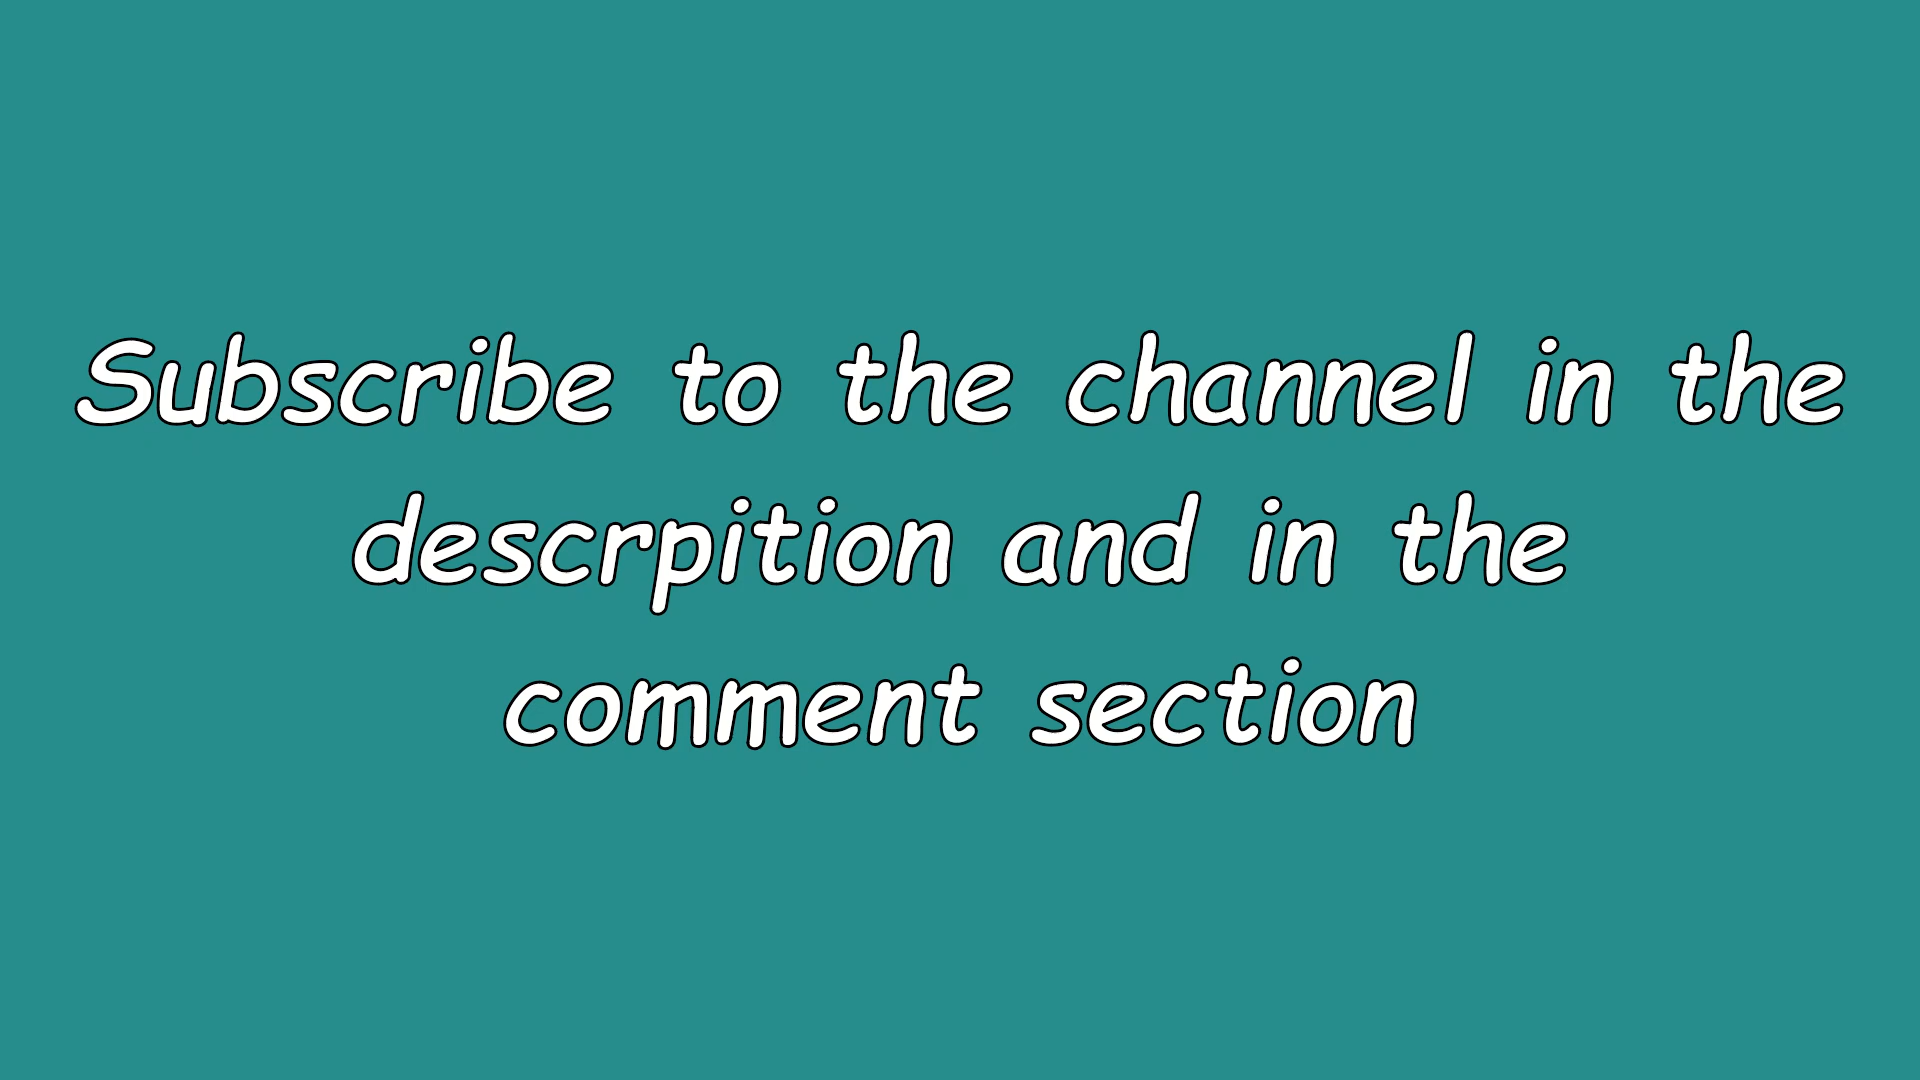 Subscribe to the channel in the
descrpition and in the
comment section